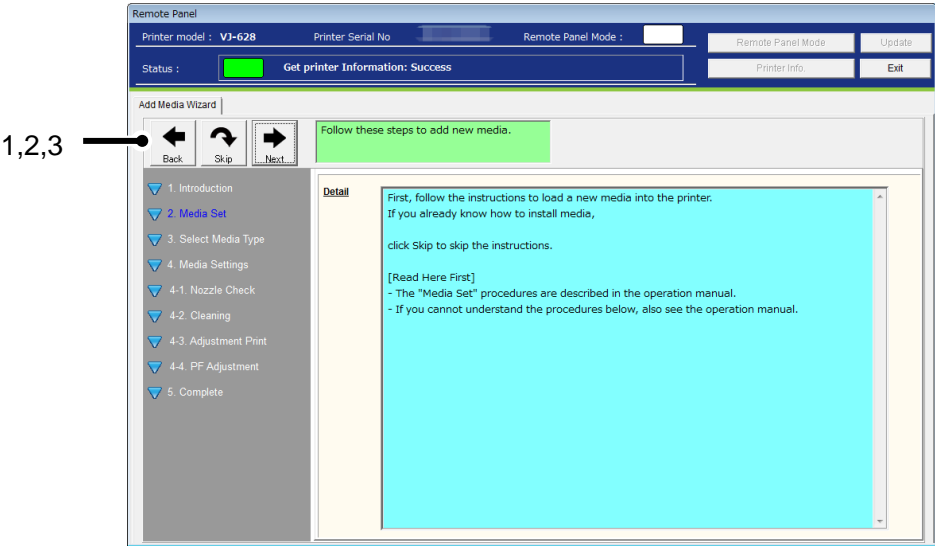 Remote Panel
Printer model : VJ-628 Printer Serial No Remote Panel Mode :
Remote Panel Mode Update
Status : Get printer Information: Success
Printer Info. Exit
Add Media Wizard
1,2,3
Back Skip Next
Follow these steps to add new media.
1. Introduction
2. Media Set
3. Select Media Type
4. Media Settings
4-1. Nozzle Check
4-2. Cleaning
4-3. Adjustment Print
4-4. PF Adjustment
5. Complete
Detail
First, follow the instructions to load a new media into the printer.
If you already know how to install media,
click Skip to skip the instructions.
[Read Here First]
- The "Media Set" procedures are described in the operation manual.
- If you cannot understand the procedures below, also see the operation manual.